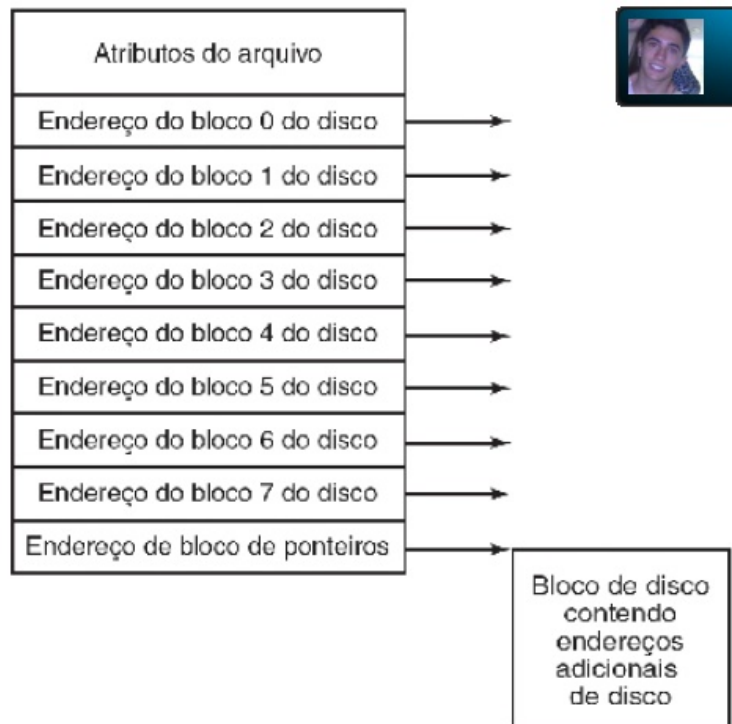 Atributos do arquivo
Endereço do bloco 0 do disco
Endereço do bloco 1 do disco
Endereço do bloco 2 do disco
Endereço do bloco 3 do disco
Endereço do bloco 4 do disco
Endereço do bloco 5 do disco
Endereço do bloco 6 do disco
Endereço do bloco 7 do disco
Endereço de bloco de ponteiros
Bloco de disco
contendo
endereços
adicionais
de disco